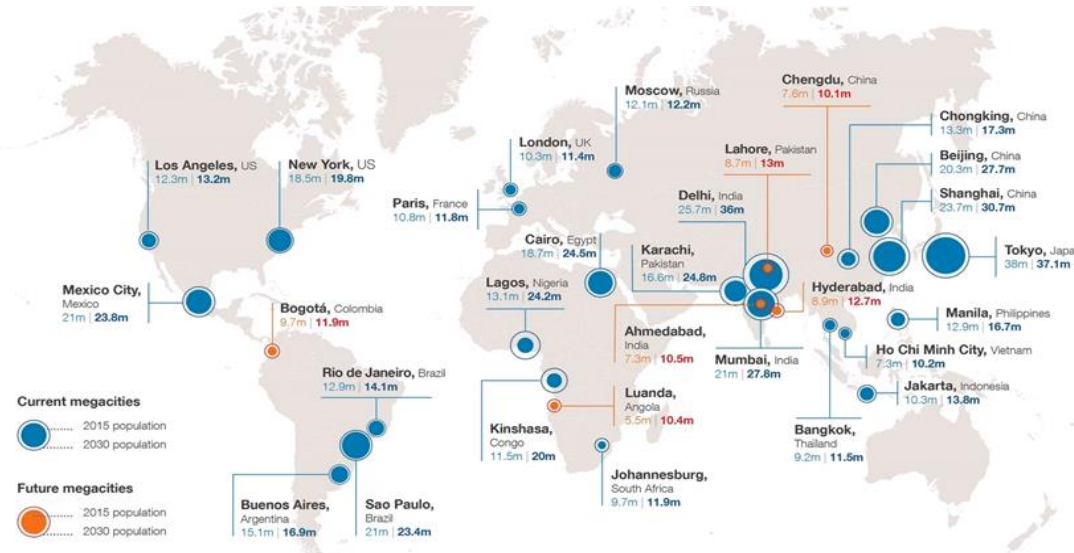 Moscow, Russia
12.1m | 12.2m
Chengdu, China
7.6m | 10.1m
Chongking, China
13.3m | 17.3m
London, UK
10.3m | 11.4m
Lahore, Pakistan
8.7m | 13m
Beijing, China
20.3m | 27.7m
Los Angeles, US
12.3m | 13.2m
New York, US
18.5m | 19.8m
Paris, France
10.8m | 11.8m
Delhi, India
25.7m | 36m
Shanghai, China
23.7m | 30.7m
Cairo, Egypt
18.7m | 24.5m
Karachi,
Pakistan
16.6m | 24.8m
Tokyo, Japa
38m | 37.1m
Mexico City,
Mexico
21m | 23.8m
Lagos, Nigeria
13.1m | 24.2m
Hyderabad, India
8.9m | 12.7m
Bogotá, Colombia
9.7m | 11.9m
Ahmedabad,
India
7.3m | 10.5m
Manila, Philippines
12.9m | 16.7m
Mumbai, India
21m | 27.8m
Ho Chi Minh City, Vietnam
7.3m | 10.2m
Rio de Janeiro, Brazil
12.9m | 14.1m
Luanda,
Angola
5.5m | 10.4m
Jakarta, Indonesia
10.3m | 13.8m
Kinshasa,
Congo
11.5m | 20m
Bangkok,
Thailand
9.2m | 11.5m
Johannesburg,
South Africa
9.7m | 11.9m
Buenos Aires,
Argentina
15.1m | 16.9m
Sao Paulo,
Brazil
21m | 23.4m
Current megacities
2015 population
2030 population
Future megacities
2015 population
2030 population